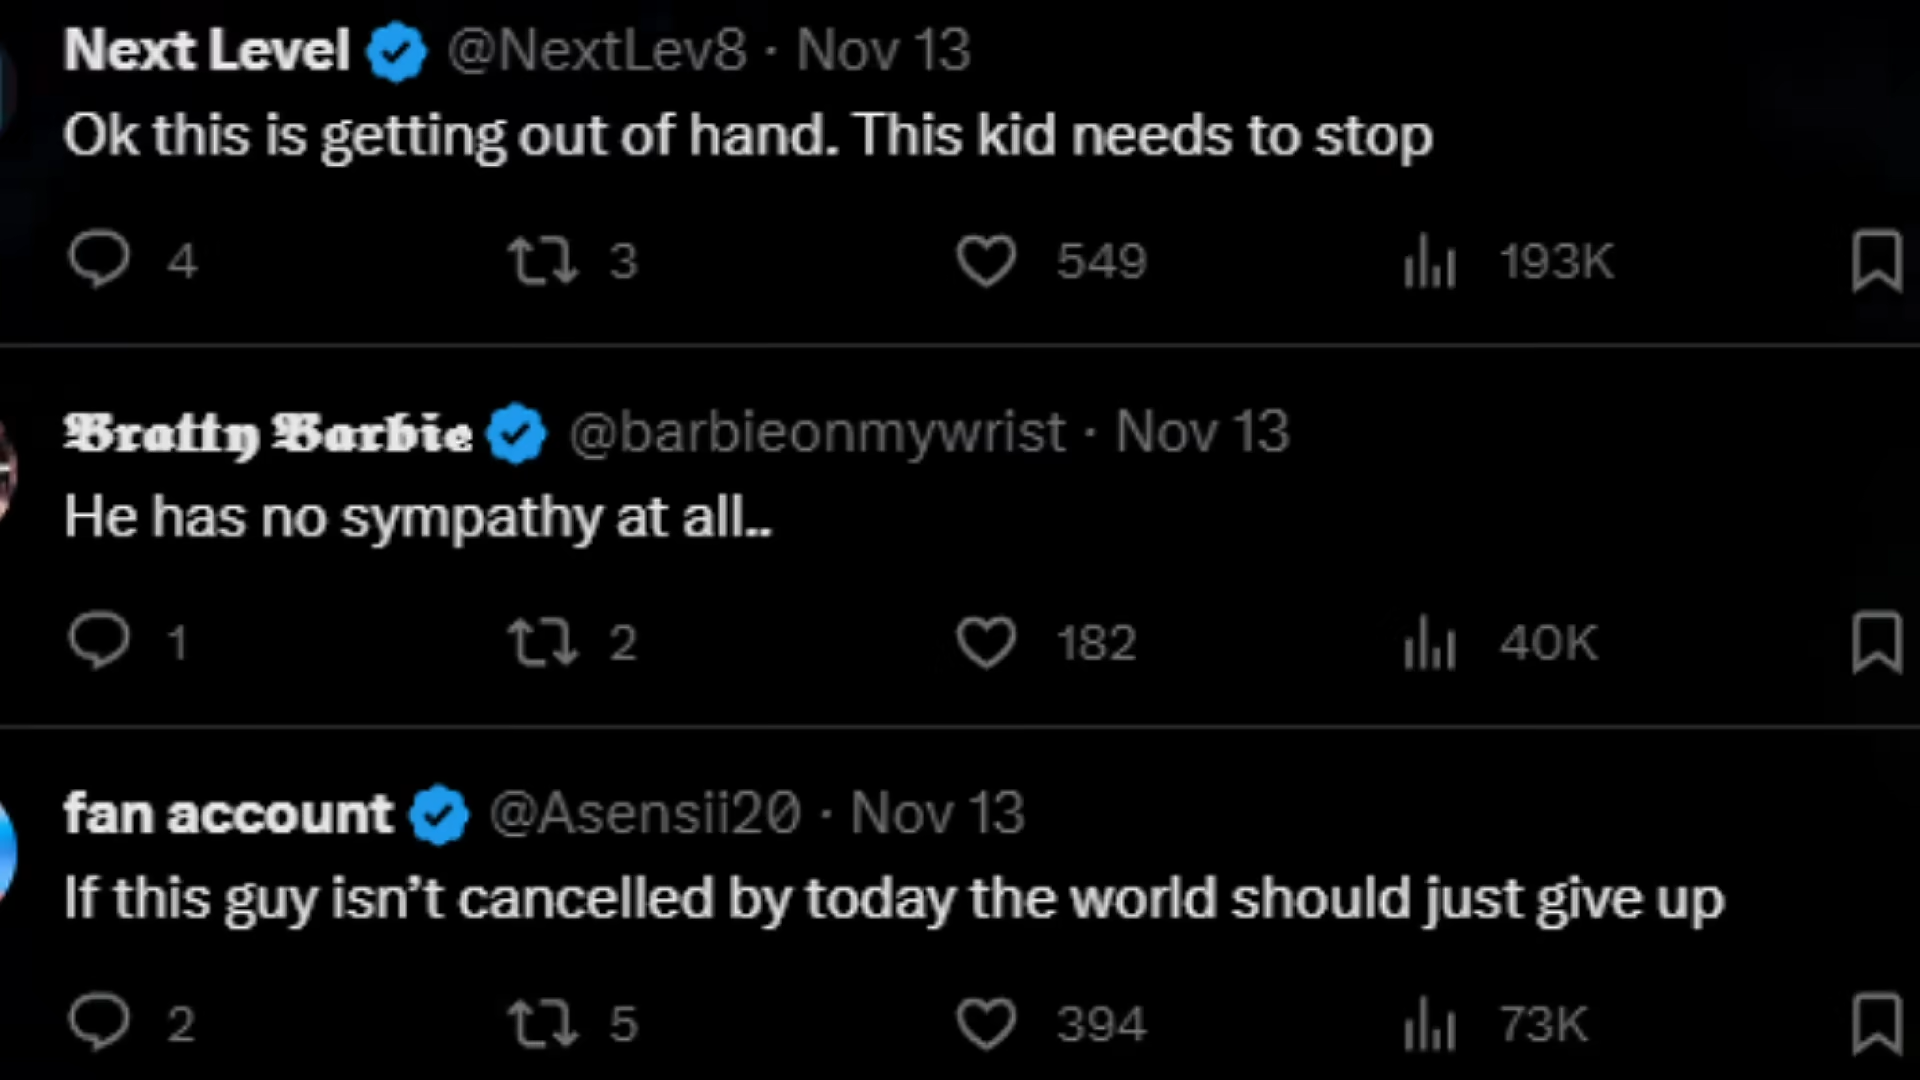 Next Level @NextLev8 · Nov 13
Ok this is getting out of hand. This kid needs to stop
4 3 549 193K
𝕭𝖗𝖆𝖙𝖙𝖞 𝕭𝖆𝖗𝖇𝖎𝖊 @barbieonmywrist · Nov 13
He has no sympathy at all..
1 2 182 40K
fan account @Asensii20 · Nov 13
If this guy isn’t cancelled by today the world should just give up
2 5 394 73K